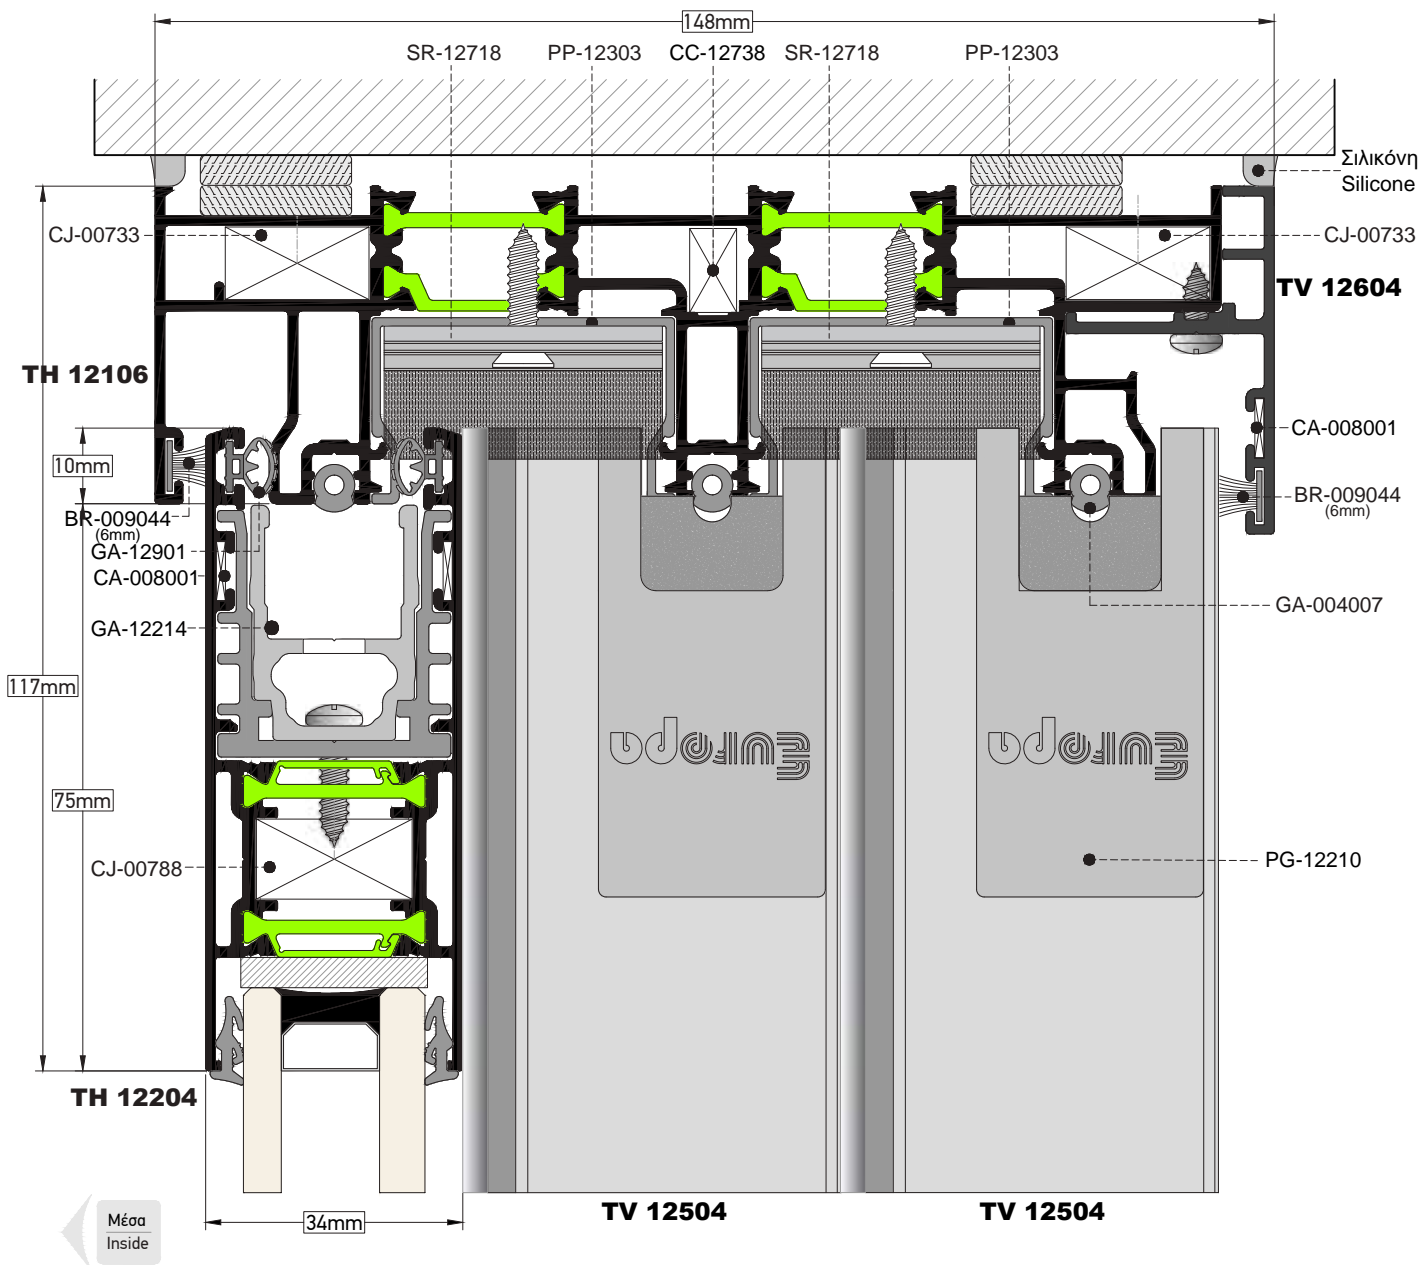 148mm
SR-12718
PP-12303
CC-12738
SR-12718
PP-12303
Σιλικόνη
Silicone
CJ-00733
CJ-00733
TV 12604
TH 12106
CA-008001
10mm
BR-009044
(6mm)
BR-009044
(6mm)
GA-12901
CA-008001
GA-004007
GA-12214
117mm
Europa
Europa
75mm
CJ-00788
PG-12210
TH 12204
TV 12504
TV 12504
34mm
Μέσα
Inside